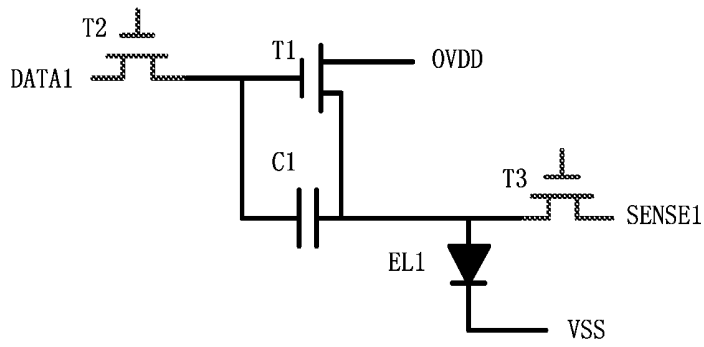 T2
T1
OVDD
DATA1
C1
T3
SENSE1
EL1
VSS